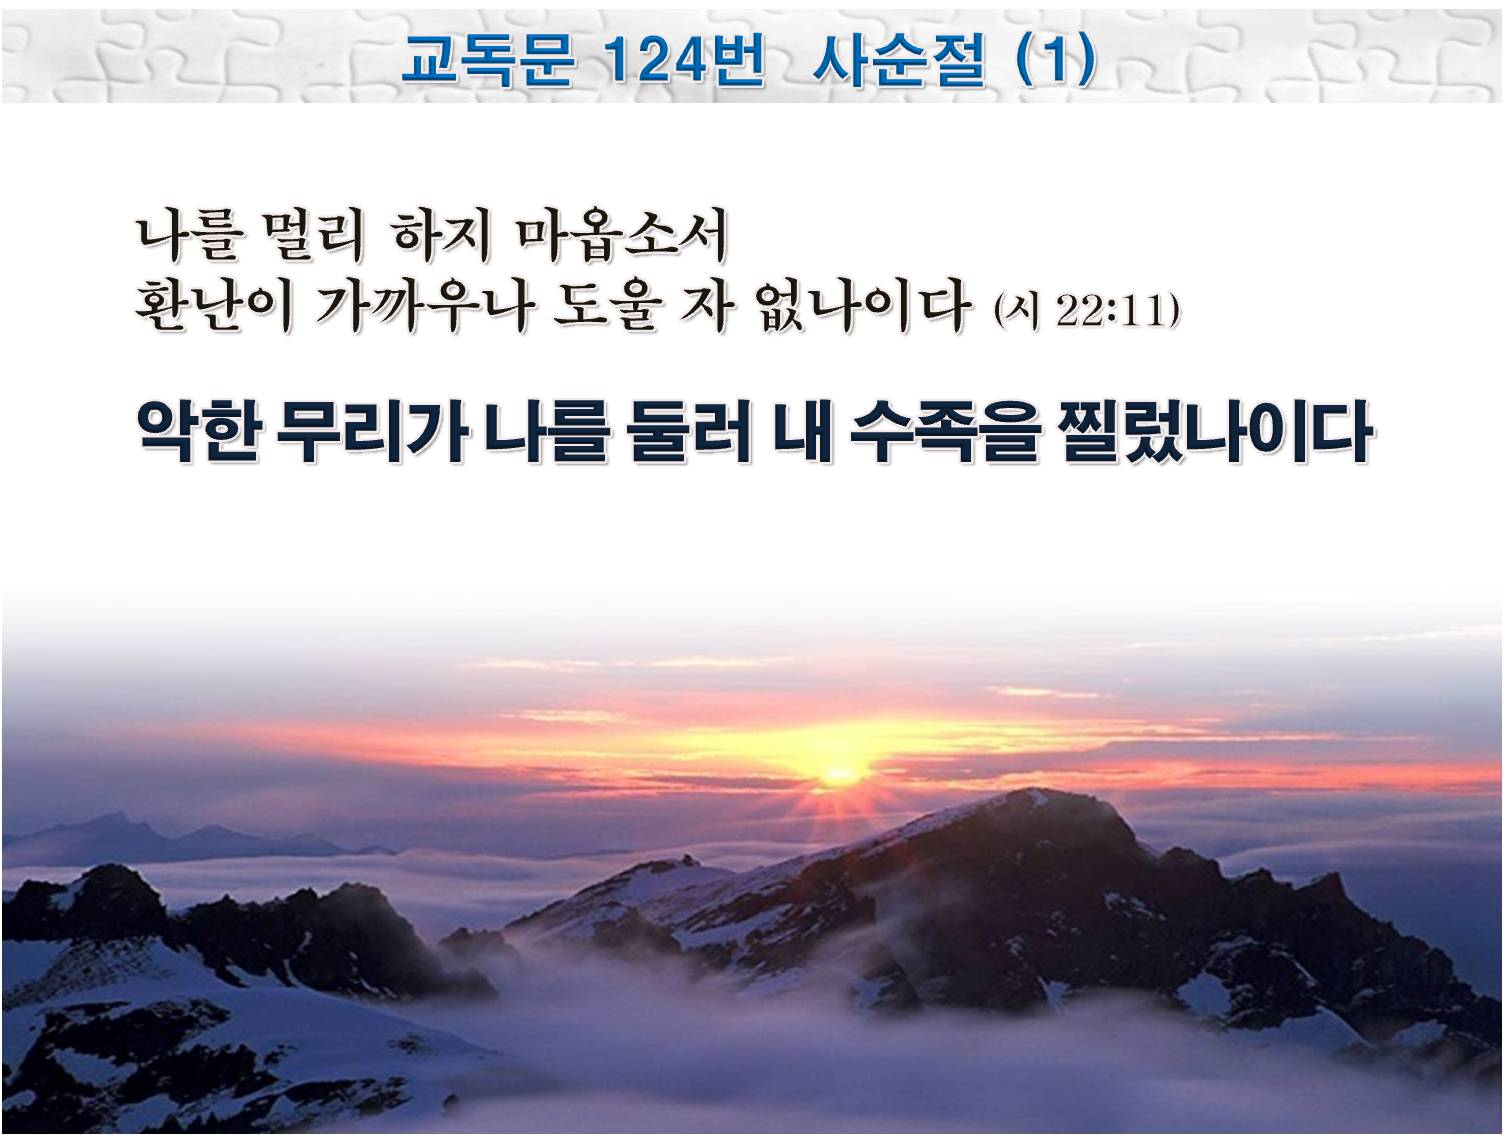 교독문 124번 사순절 (1)
나를 멀리 하지 마옵소서
환난이 가까우나 도울 자 없나이다 (시 22:11)
악한 무리가 나를 둘러 내 수족을 찔렀나이다